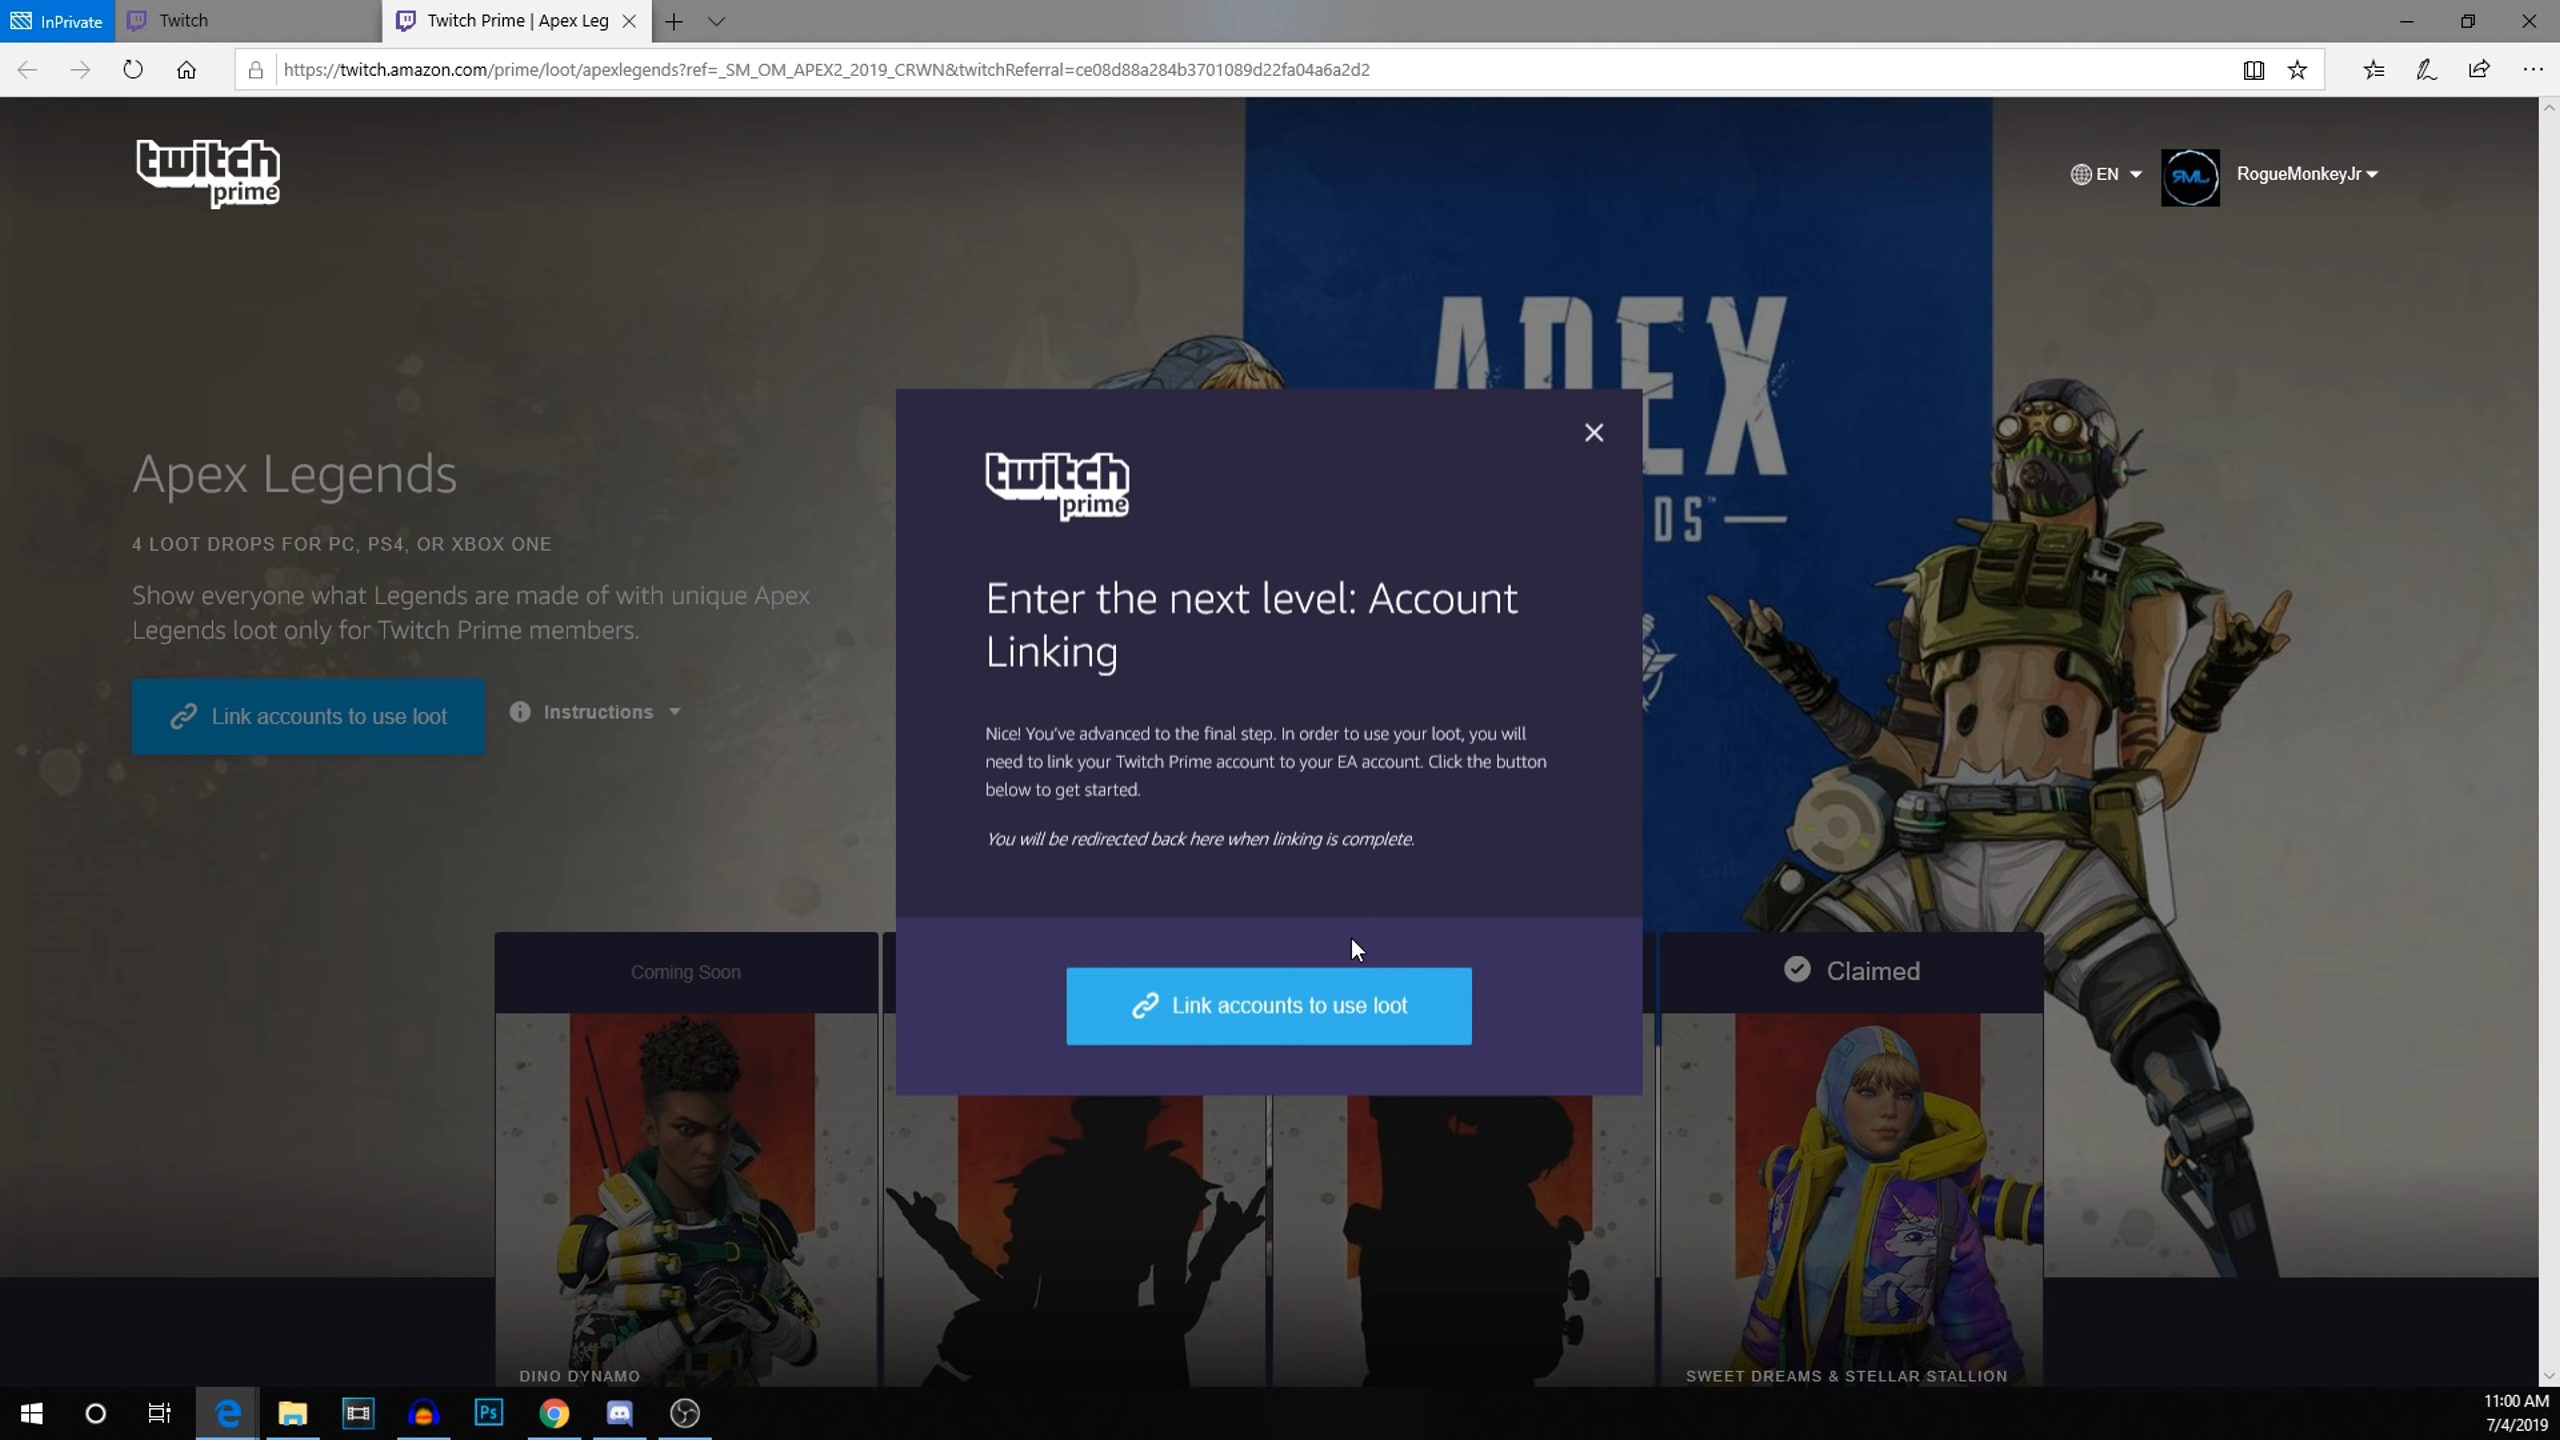 InPrivate
Twitch
Twitch Prime | Apex Leg
https://twitch.amazon.com/prime/loot/apexlegends?ref=_SM_OM_APEX2_2019_CRWN&twitchReferral=ce08d88a284b3701089d22fa04a6a2d2
twitch
prime
EN
RML
RogueMonkeyJr
APEX
DS™
Apex Legends
4 LOOT DROPS FOR PC, PS4, OR XBOX ONE
Show everyone what Legends are made of with unique Apex
Legends loot only for Twitch Prime members.
Link accounts to use loot
Instructions
twitch
prime
Enter the next level: Account
Linking
Nice! You've advanced to the final step. In order to use your loot, you will
need to link your Twitch Prime account to your EA account. Click the button
below to get started.
You will be redirected back here when linking is complete.
Link accounts to use loot
Coming Soon
Claimed
DINO DYNAMO
SWEET DREAMS & STELLAR STALLION
Ps
11:00 AM
7/4/2019